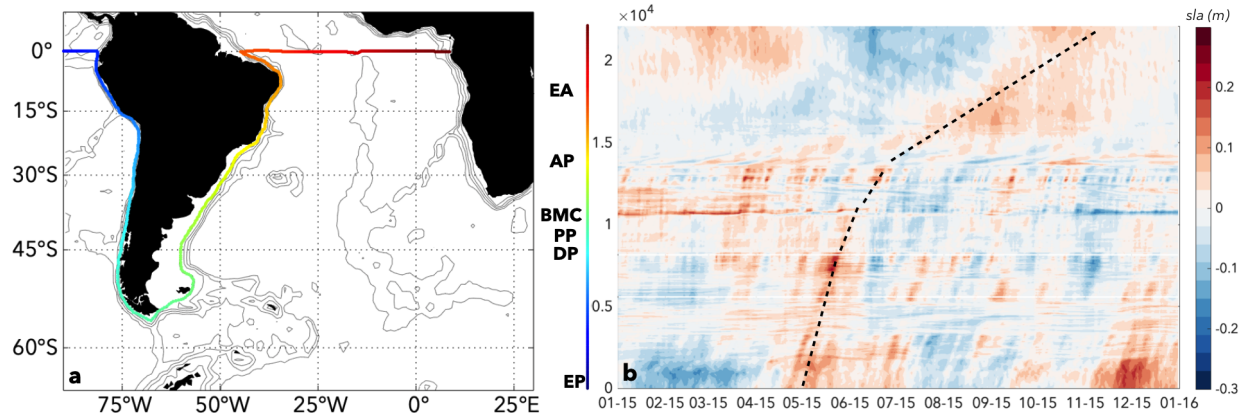 0°
15°S
30°S
45°S
60°S
75°W 50°W 25°W 0° 25°E
a
EA
AP
BMC
PP
DP
EP
×10⁴
sla (m)
2
1.5
1
0.5
0
b
01-15 02-15 03-15 04-15 05-15 06-15 07-15 08-15 09-15 10-15 11-15 12-15 01-16
0.2
0.1
0
-0.1
-0.2
-0.3